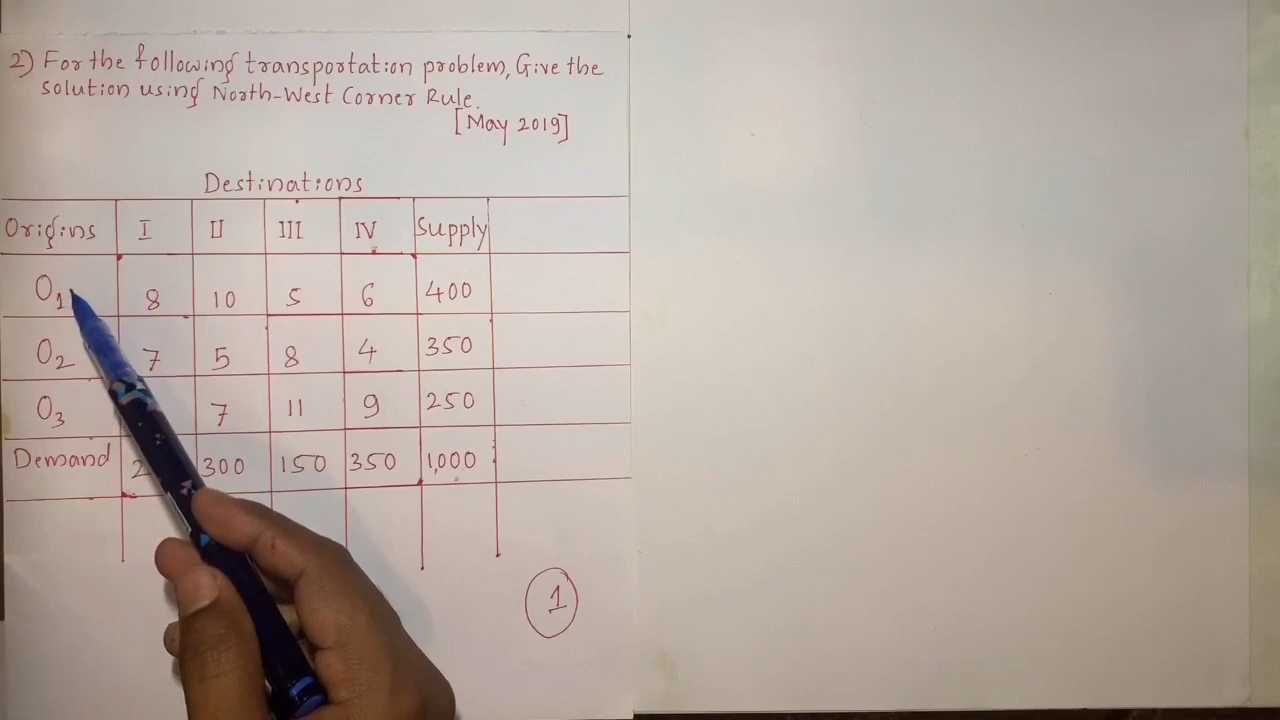 2) For the following transportation problem, Give the
solution using North-West Corner Rule.
[May 2019]
Destinations
Origins I II III IV Supply
O1 8 10 5 6 400
O2 7 5 8 4 350
O3 7 11 9 250
Demand 300 150 350 1,000
1